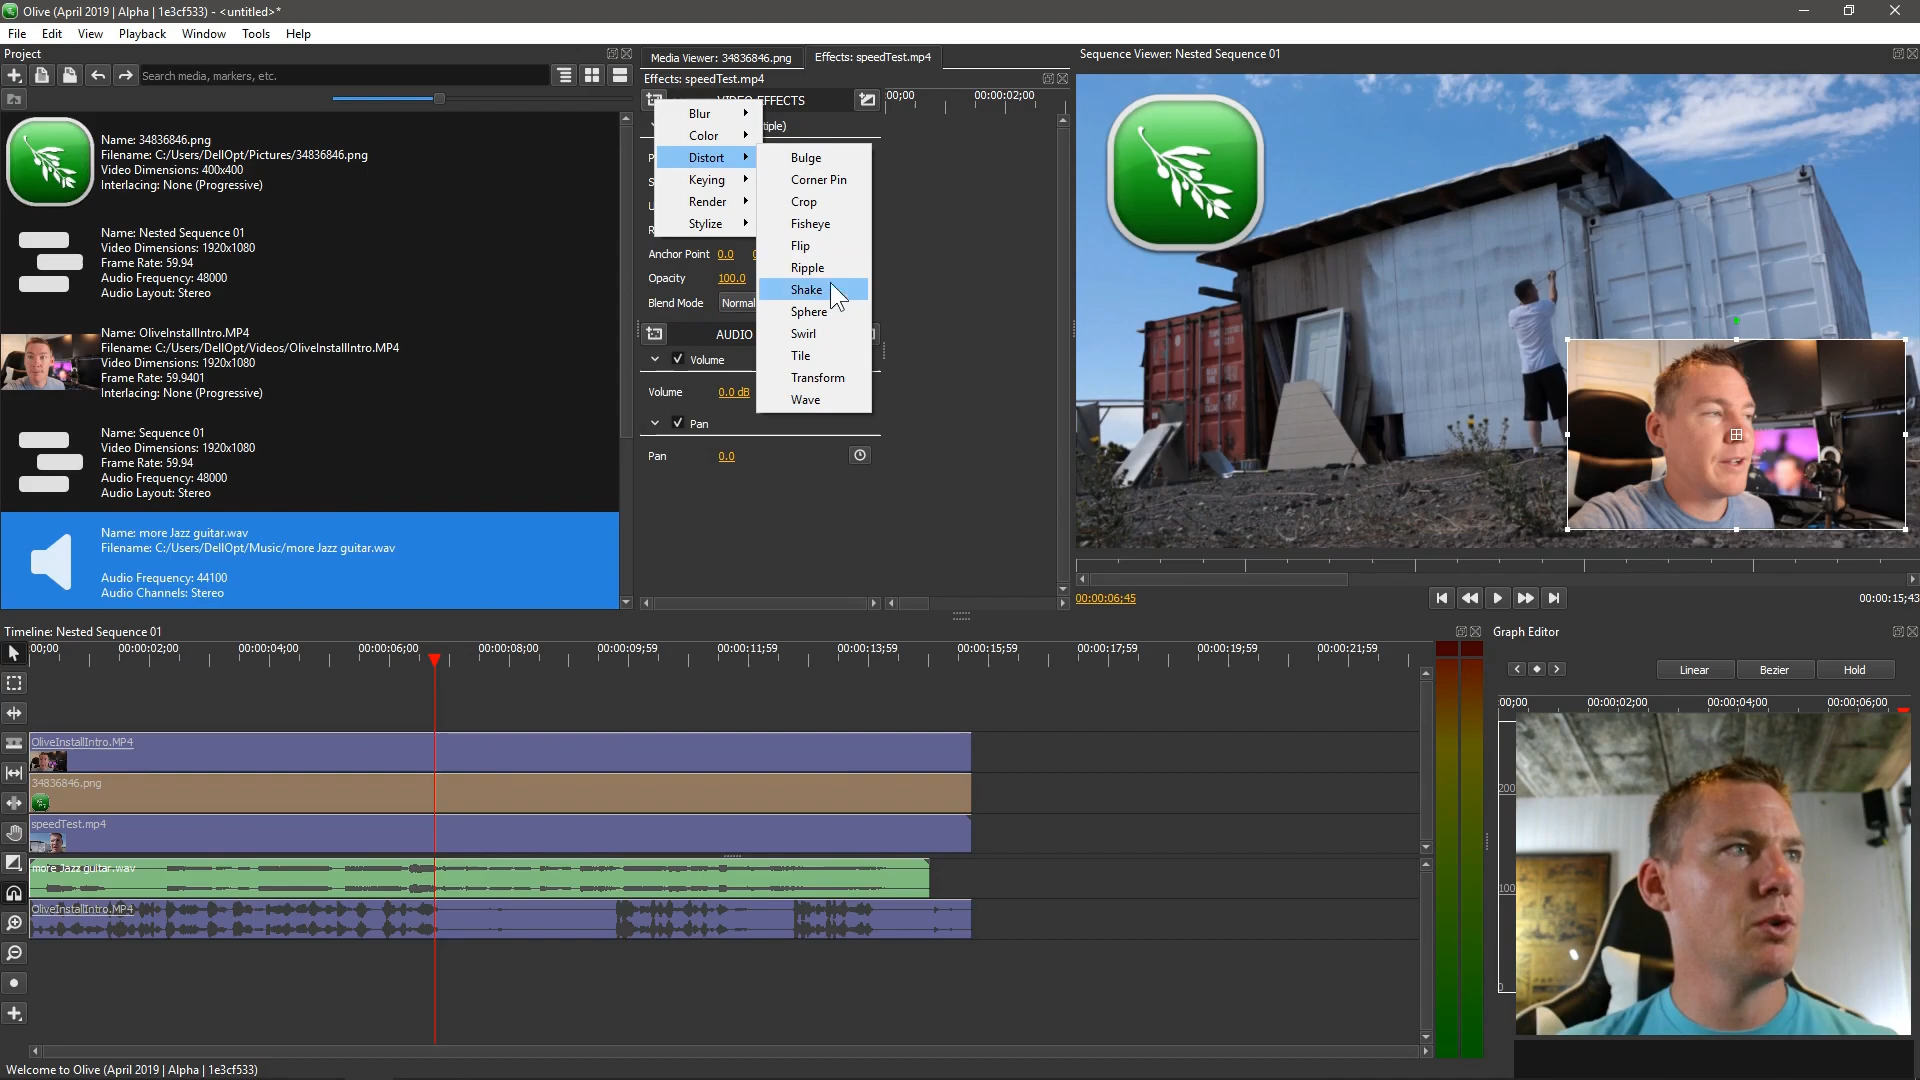 Olive (April 2019 | Alpha | 1e3cf533) - <untitled>*
File Edit View Playback Window Tools Help
Project
Search media, markers, etc.
Name: 34836846.png
Filename: C:/Users/DellOpt/Pictures/34836846.png
Video Dimensions: 400x400
Interlacing: None (Progressive)
Name: Nested Sequence 01
Video Dimensions: 1920x1080
Frame Rate: 59.94
Audio Frequency: 48000
Audio Layout: Stereo
Name: OliveInstallIntro.MP4
Filename: C:/Users/DellOpt/Videos/OliveInstallIntro.MP4
Video Dimensions: 1920x1080
Frame Rate: 59.9401
Interlacing: None (Progressive)
Name: Sequence 01
Video Dimensions: 1920x1080
Frame Rate: 59.94
Audio Frequency: 48000
Audio Layout: Stereo
Name: more Jazz guitar.wav
Filename: C:/Users/DellOpt/Music/more Jazz guitar.wav
Audio Frequency: 44100
Audio Channels: Stereo
Media Viewer: 34836846.png Effects: speedTest.mp4
Effects: speedTest.mp4
VIDEO EFFECTS
00;00 00:00:02;00
tiple)
Blur
Color
Distort
Keying
Render
Stylize
Bulge
Corner Pin
Crop
Fisheye
Flip
Ripple
Shake
Sphere
Swirl
Tile
Transform
Wave
P
S
U
R
Anchor Point 0.0
Opacity 100.0
Blend Mode Normal
AUDIO
Volume
Volume 0.0 dB
Pan
Pan 0.0
Sequence Viewer: Nested Sequence 01
00:00:06;45
00:00:15;43
Timeline: Nested Sequence 01
00;00 00:00:02;00 00:00:04;00 00:00:06;00 00:00:08;00 00:00:09;59 00:00:11;59 00:00:13;59 00:00:15;59 00:00:17;59 00:00:19;59 00:00:21;59
OliveInstallIntro.MP4
34836846.png
speedTest.mp4
more Jazz guitar.wav
OliveInstallIntro.MP4
Graph Editor
Linear Bezier Hold
00;00 00:00:02;00 00:00:04;00 00:00:06;00
200
100
0
Welcome to Olive (April 2019 | Alpha | 1e3cf533)